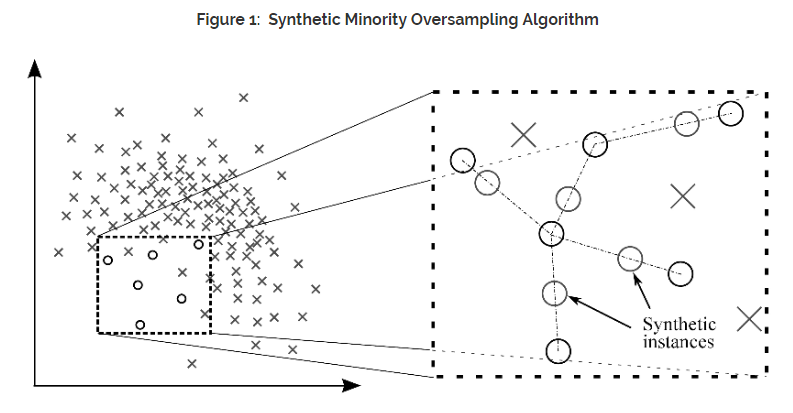 Figure 1: Synthetic Minority Oversampling Algorithm
Synthetic
instances